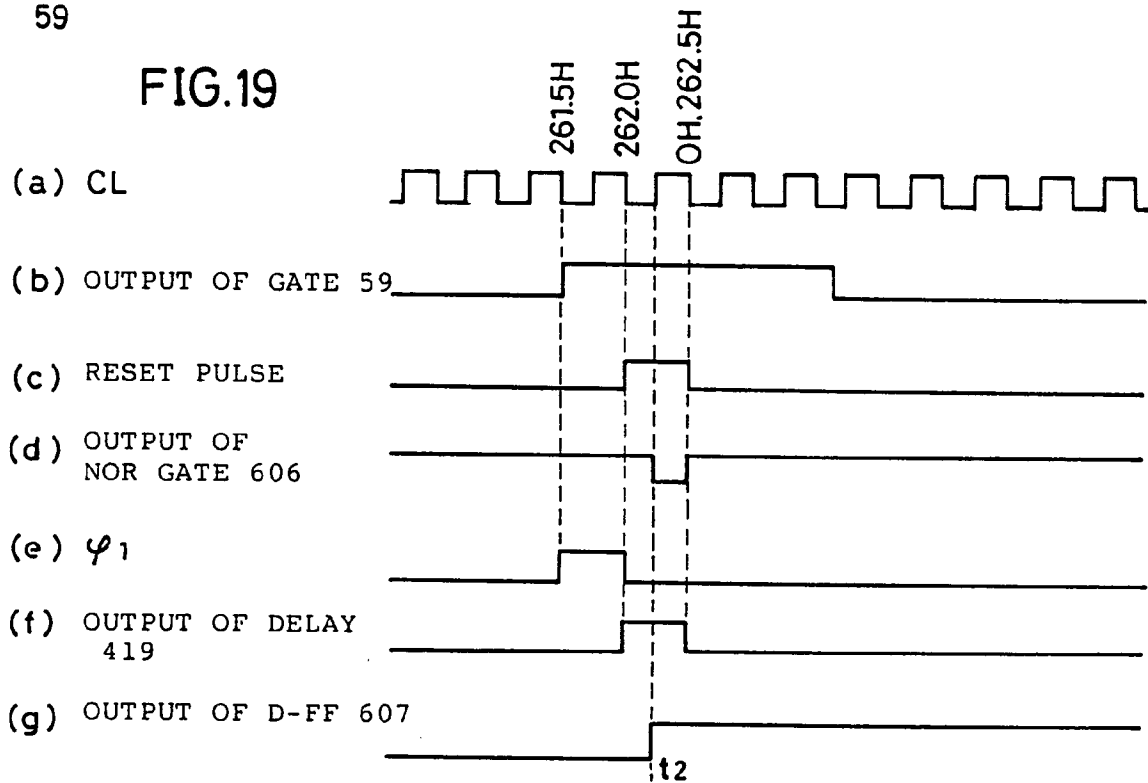 59
FIG.19
261.5H
262.0H
0H.262.5H
(a) CL
(b) OUTPUT OF GATE 59
(c) RESET PULSE
(d) OUTPUT OF
NOR GATE 606
(e) φ1
(f) OUTPUT OF DELAY
419
(g) OUTPUT OF D-FF 607
t2